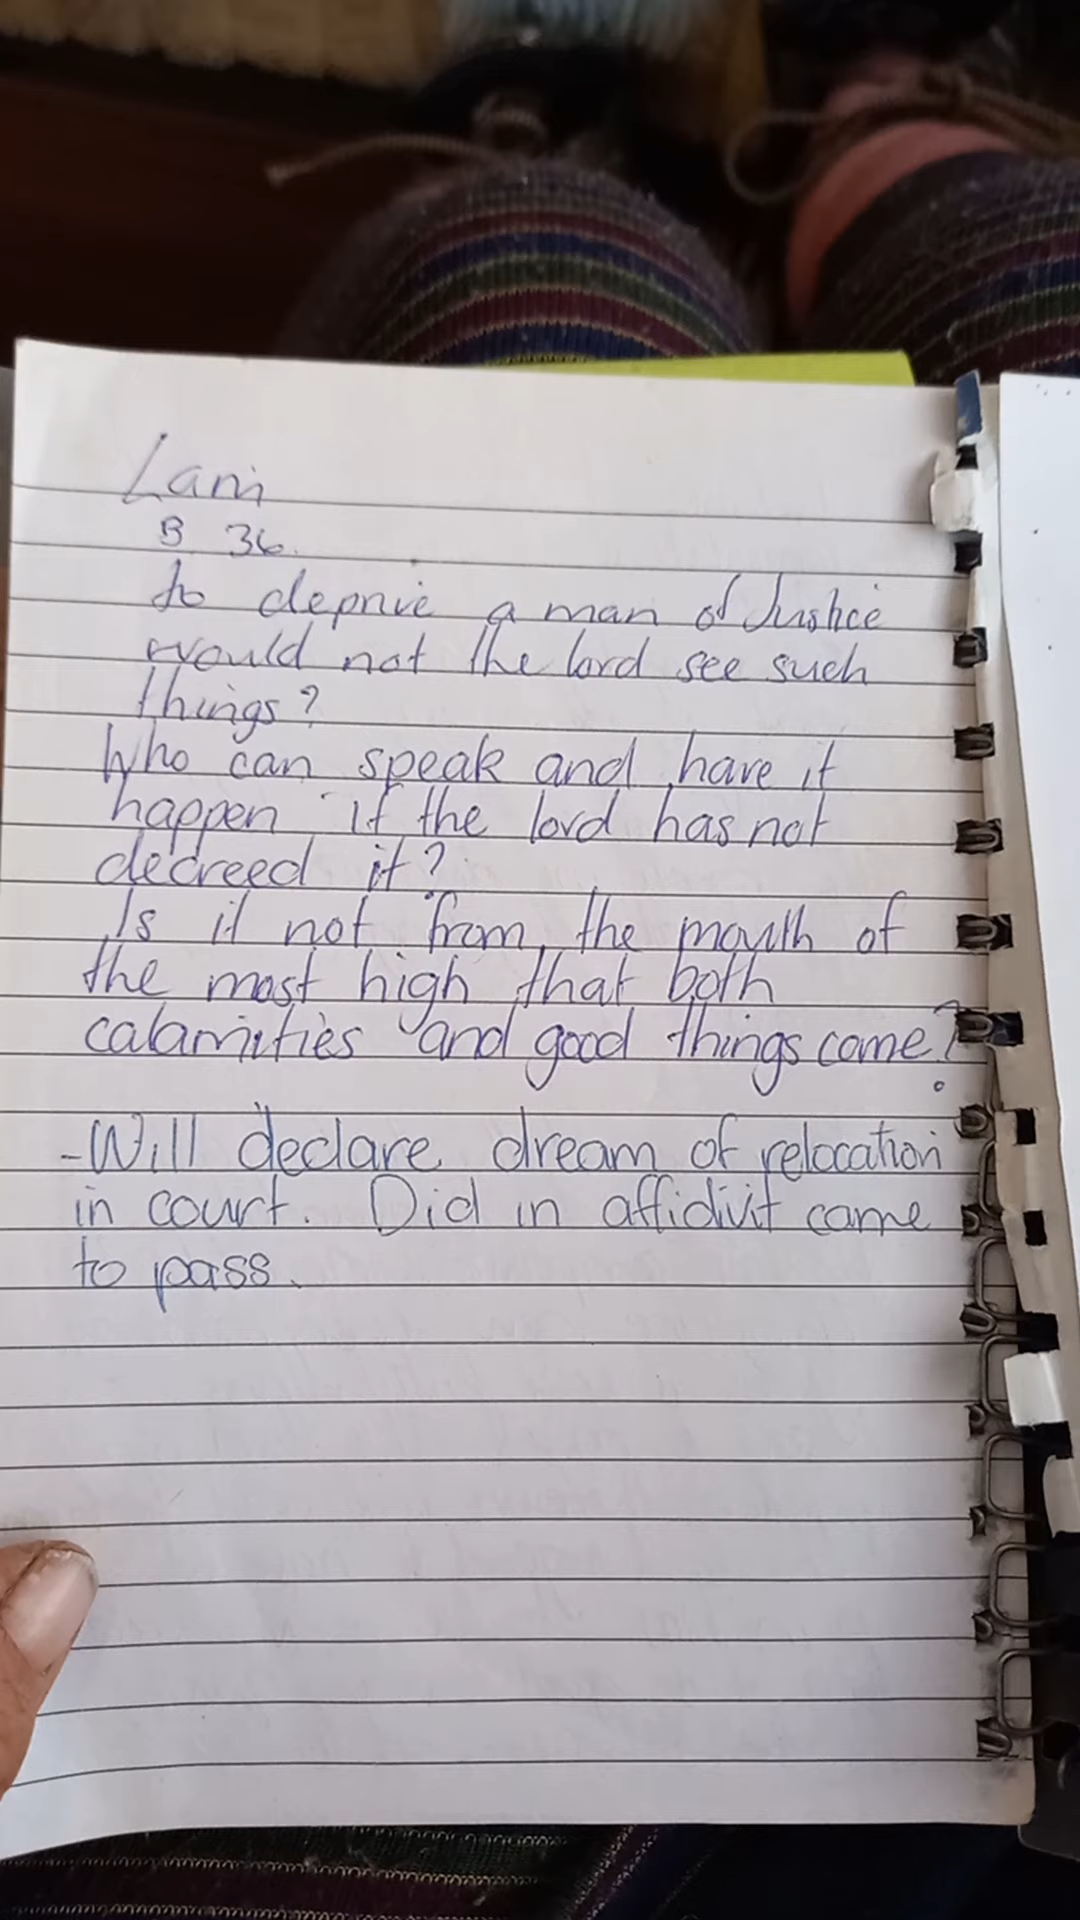 Lam
B 36.
to deprive a man of Justice
would not the lord see such
things?
Who can speak and have it
happen if the lord has not
decreed it?
Is it not from the mouth of
the most high that both
calamities and good things come?
-Will declare dream of relocation
in court. Did in affidivit came
to pass.